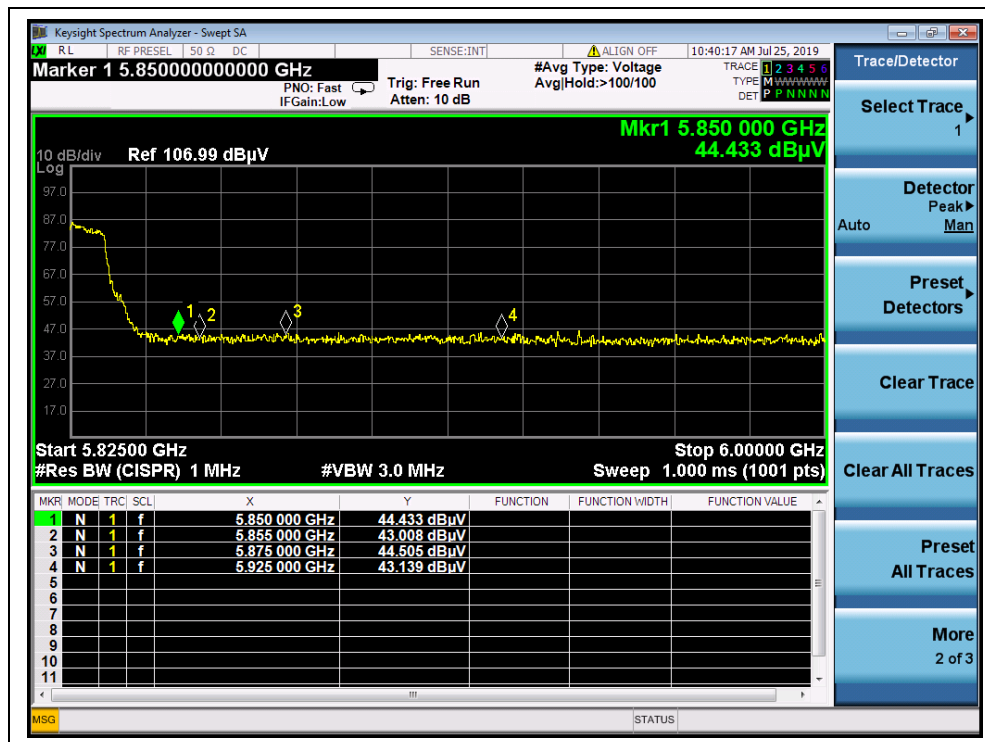 Keysight Spectrum Analyzer - Swept SA
LXI RL RF PRESEL 50 Ω DC SENSE:INT ALIGN OFF 10:40:17 AM Jul 25, 2019
Marker 1 5.850000000000 GHz
PNO: Fast
IFGain:Low
Trig: Free Run
Atten: 10 dB
#Avg Type: Voltage
Avg|Hold:>100/100
TRACE 1 2 3 4 5 6
TYPE M WWWWW
DET P P N N N N
Mkr1 5.850 000 GHz
44.433 dBµV
10 dB/div Ref 106.99 dBµV
Log
97.0
87.0
77.0
67.0
57.0
47.0
37.0
27.0
17.0
1 2 3 4
Start 5.82500 GHz Stop 6.00000 GHz
#Res BW (CISPR) 1 MHz #VBW 3.0 MHz Sweep 1.000 ms (1001 pts)
MKR MODE TRC SCL X Y FUNCTION FUNCTION WIDTH FUNCTION VALUE
1 N 1 f 5.850 000 GHz 44.433 dBµV
2 N 1 f 5.855 000 GHz 43.008 dBµV
3 N 1 f 5.875 000 GHz 44.505 dBµV
4 N 1 f 5.925 000 GHz 43.139 dBµV
5
6
7
8
9
10
11
MSG STATUS
Trace/Detector
Select Trace
1
Detector
Peak
Auto Man
Preset
Detectors
Clear Trace
Clear All Traces
Preset
All Traces
More
2 of 3